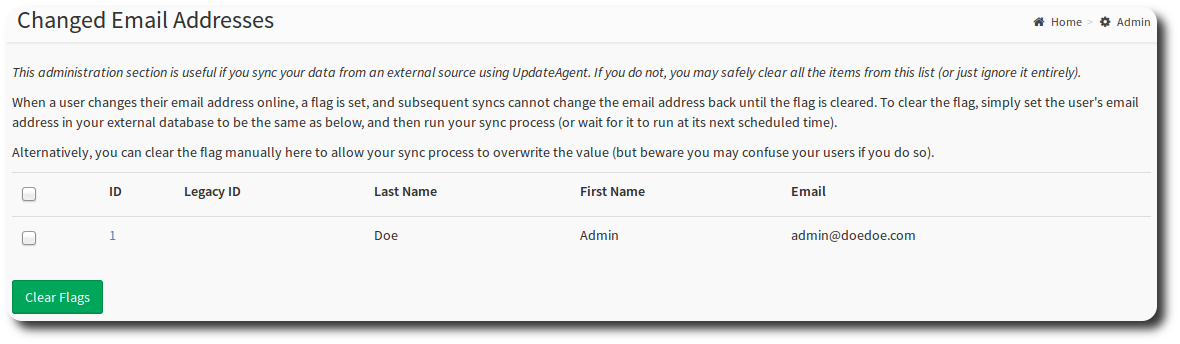 Changed Email Addresses
Home > Admin
This administration section is useful if you sync your data from an external source using UpdateAgent. If you do not, you may safely clear all the items from this list (or just ignore it entirely).
When a user changes their email address online, a flag is set, and subsequent syncs cannot change the email address back until the flag is cleared. To clear the flag, simply set the user's email
address in your external database to be the same as below, and then run your sync process (or wait for it to run at its next scheduled time).
Alternatively, you can clear the flag manually here to allow your sync process to overwrite the value (but beware you may confuse your users if you do so).
ID Legacy ID Last Name First Name Email
1 Doe Admin admin@doedoe.com
Clear Flags